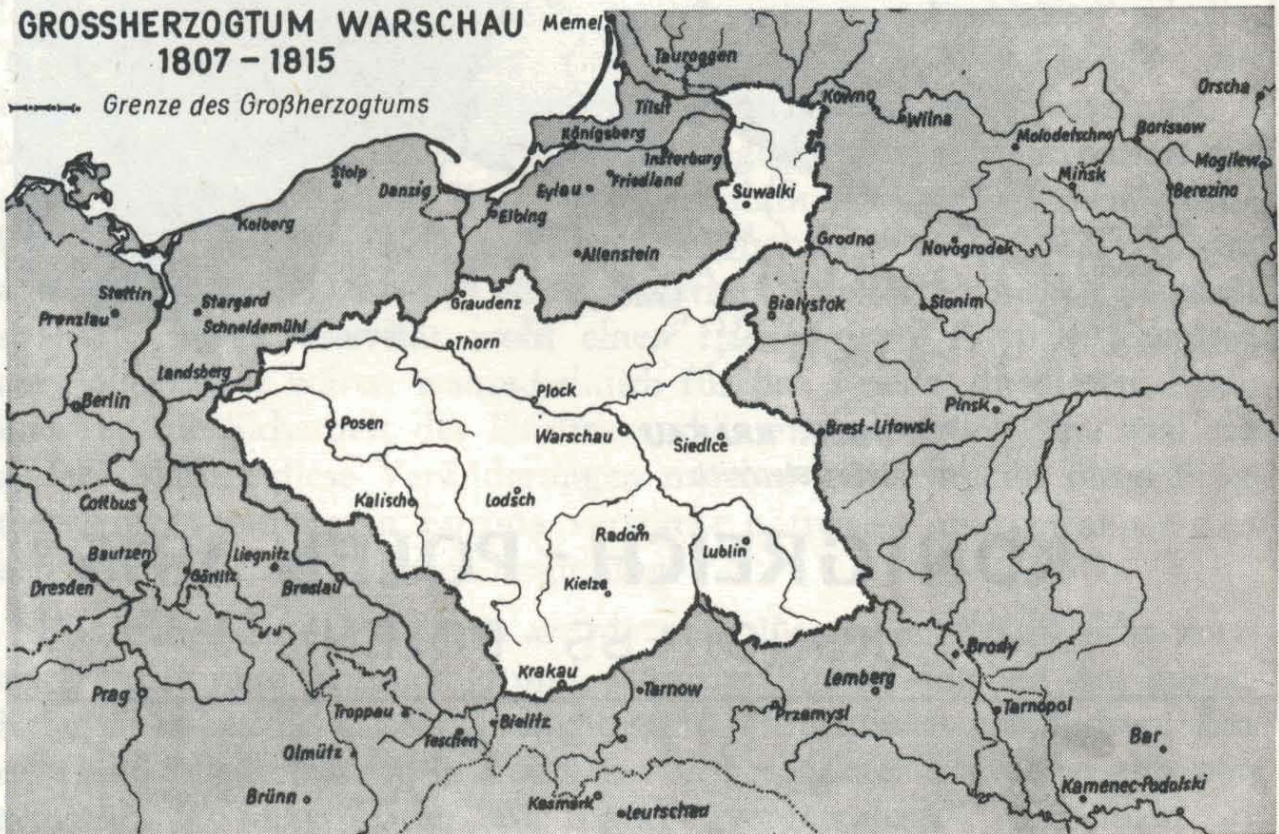 GROSSHERZOGTUM WARSCHAU
1807 - 1815
Grenze des Großherzogtums
Memel
Tauroggen
Tilsit
Kowno
Wilna
Orscha
Molodetschno
Borissow
Königsberg
Insterburg
Mogilew
Minsk
Stolp
Danzig
Eylau
Friedland
Suwalki
Berezina
Elbing
Kolberg
Allenstein
Grodno
Novogrodek
Stettin
Stargard
Graudenz
Bialystok
Slonim
Prenzlau
Schneidemühl
Thorn
Landsberg
Berlin
Plock
Pinsk
Posen
Warschau
Siedlce
Brest-Litowsk
Cottbus
Kalisch
Lodsch
Radom
Lublin
Bautzen
Görlitz
Liegnitz
Dresden
Breslau
Kielze
Krakau
Brody
Prag
Tarnow
Lemberg
Troppau
Teschen
Bielitz
Przamysl
Tarnopol
Olmütz
Bar
Brünn
Kasmark
Leutschau
Kamenec-Podolski